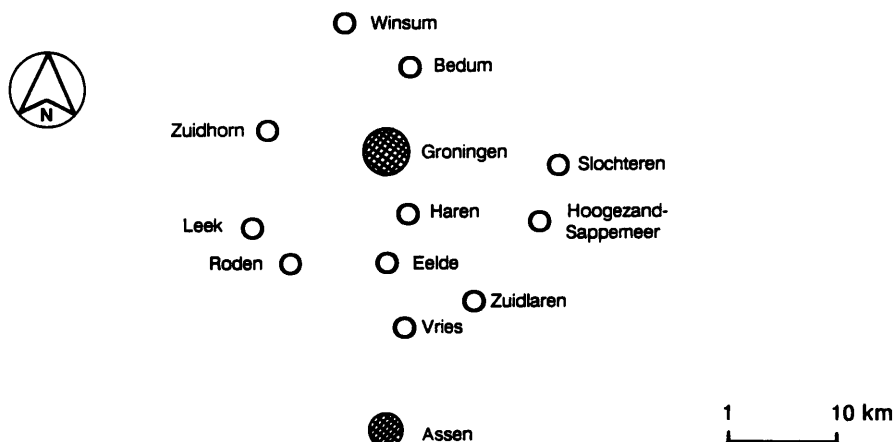 Winsum
Bedum
N
Zuidhorn
Groningen
Slochteren
Haren
Hoogezand-
Sappemeer
Leek
Roden
Eelde
Zuidlaren
Vries
1 10 km
Assen